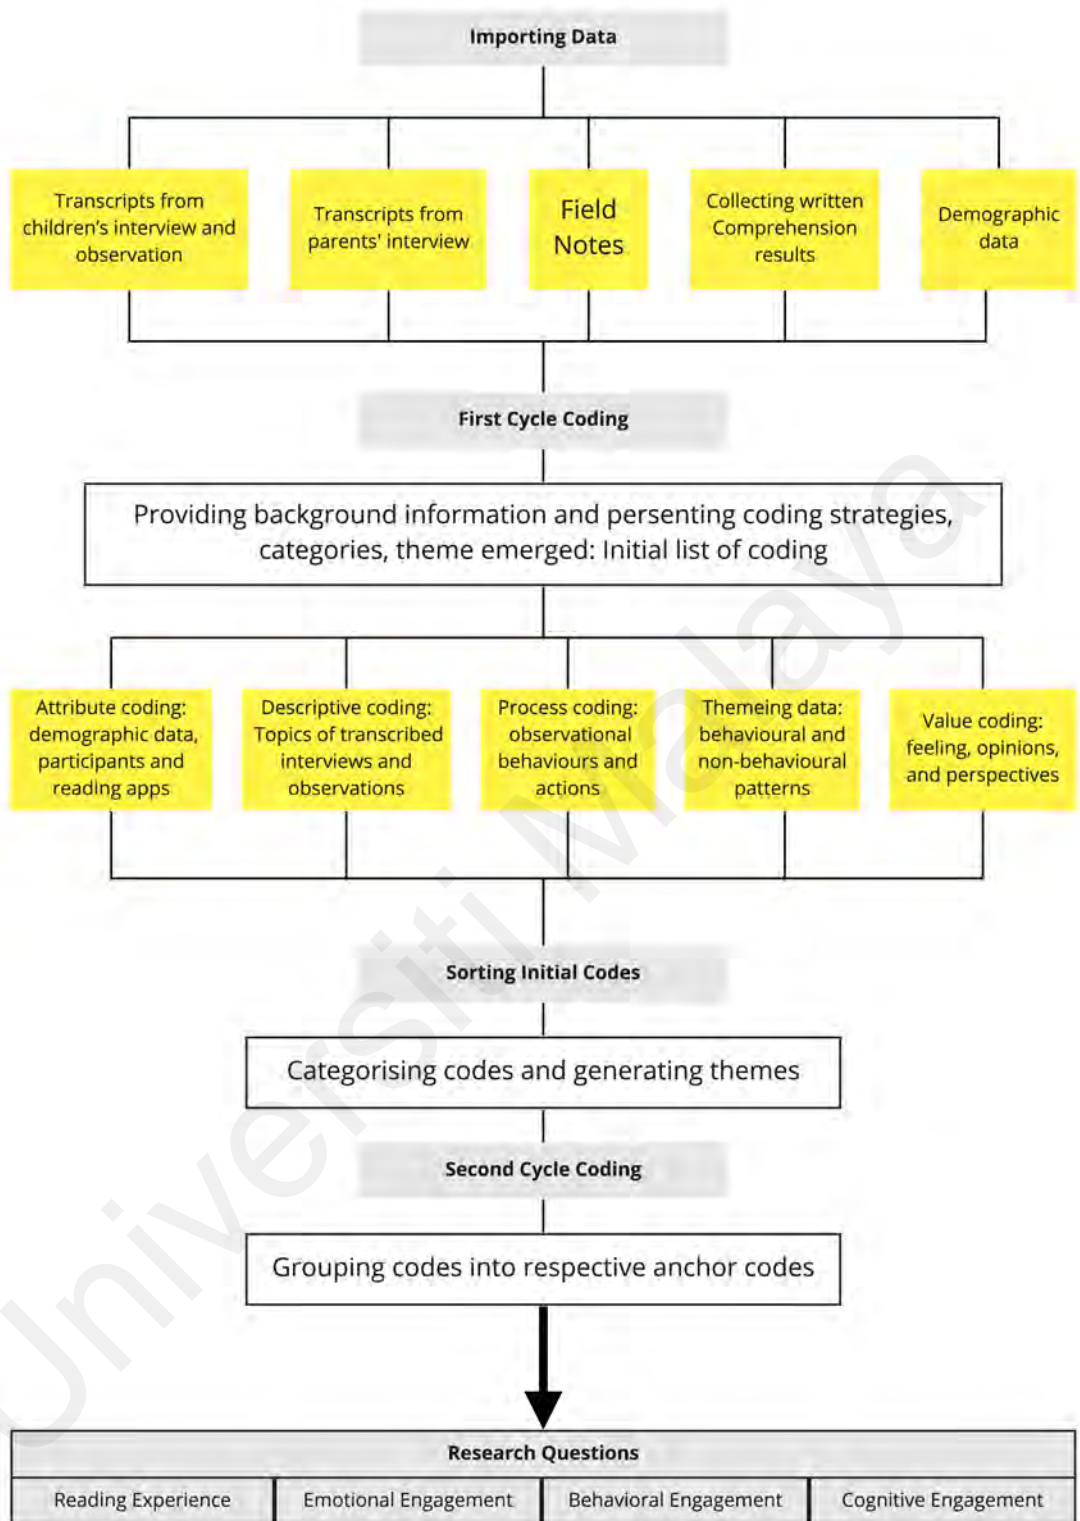 Importing Data
Transcripts from
children's interview and
observation
Transcripts from
parents' interview
Field
Notes
Collecting written
Comprehension
results
Demographic
data
First Cycle Coding
Providing background information and persenting coding strategies,
categories, theme emerged: Initial list of coding
Attribute coding:
demographic data,
participants and
reading apps
Descriptive coding:
Topics of transcribed
interviews and
observations
Process coding:
observational
behaviours and
actions
Themeing data:
behavioural and
non-behavioural
patterns
Value coding:
feeling, opinions,
and perspectives
Sorting Initial Codes
Categorising codes and generating themes
Second Cycle Coding
Grouping codes into respective anchor codes
Research Questions
Reading Experience
Emotional Engagement
Behavioral Engagement
Cognitive Engagement
Universiti Malaya